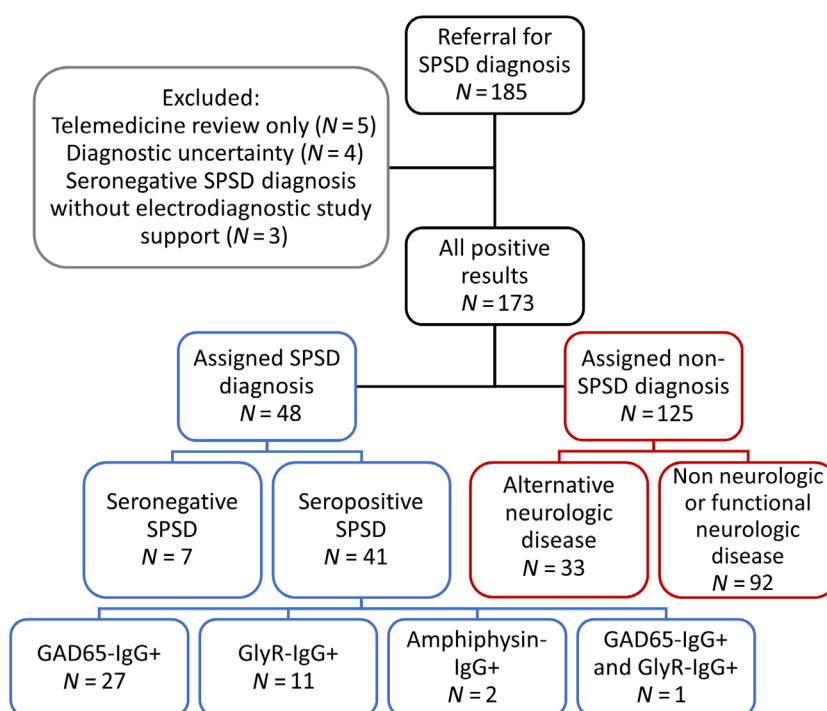 Referral for
SPSD diagnosis
N = 185
Excluded:
Telemedicine review only (N = 5)
Diagnostic uncertainty (N = 4)
Seronegative SPSD diagnosis
without electrodiagnostic study
support (N = 3)
All positive
results
N = 173
Assigned SPSD
diagnosis
N = 48
Assigned non-
SPSD diagnosis
N = 125
Seronegative
SPSD
N = 7
Seropositive
SPSD
N = 41
Alternative
neurologic
disease
N = 33
Non neurologic
or functional
neurologic
disease
N = 92
GAD65-IgG+
N = 27
GlyR-IgG+
N = 11
Amphiphysin-
IgG+
N = 2
GAD65-IgG+
and GlyR-IgG+
N = 1